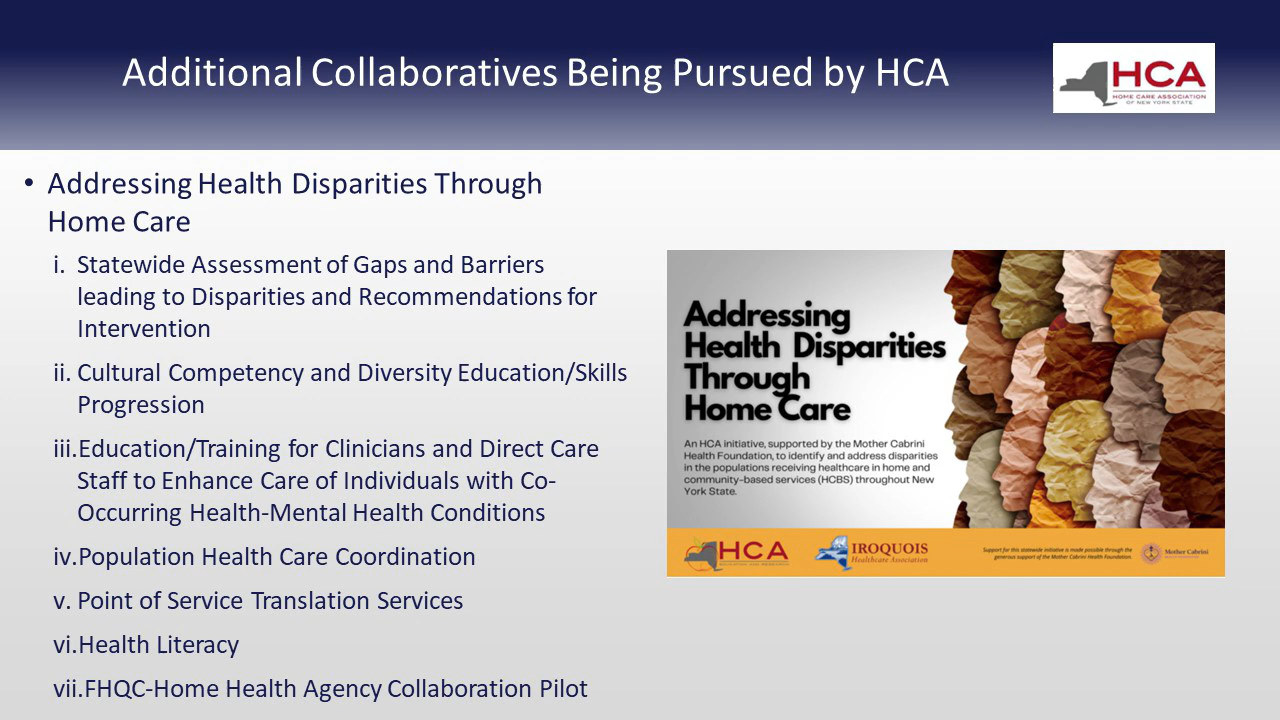 Additional Collaboratives Being Pursued by HCA
HCA
HOME CARE ASSOCIATION
OF NEW YORK STATE
• Addressing Health Disparities Through
Home Care
i. Statewide Assessment of Gaps and Barriers
leading to Disparities and Recommendations for
Intervention
ii. Cultural Competency and Diversity Education/Skills
Progression
iii.Education/Training for Clinicians and Direct Care
Staff to Enhance Care of Individuals with Co-
Occurring Health-Mental Health Conditions
iv.Population Health Care Coordination
v. Point of Service Translation Services
vi.Health Literacy
vii.FHQC-Home Health Agency Collaboration Pilot
Addressing
Health Disparities
Through
Home Care
An HCA initiative, supported by the Mother Cabrini
Health Foundation, to identify and address disparities
in the populations receiving healthcare in home and
community-based services (HCBS) throughout New
York State.
HCA
IROQUOIS
Healthcare Association
Support for this statewide initiative is made possible through the
generous support of the Mother Cabrini Health Foundation.
Mother Cabrini